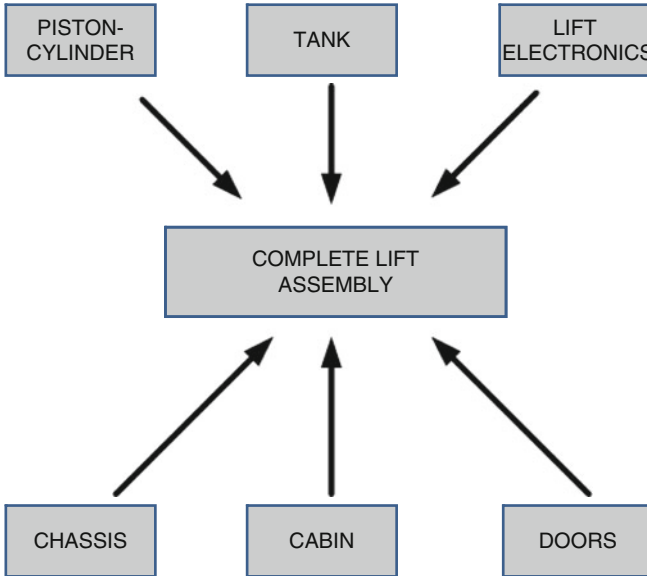 PISTON-
CYLINDER
TANK
LIFT
ELECTRONICS
COMPLETE LIFT
ASSEMBLY
CHASSIS
CABIN
DOORS